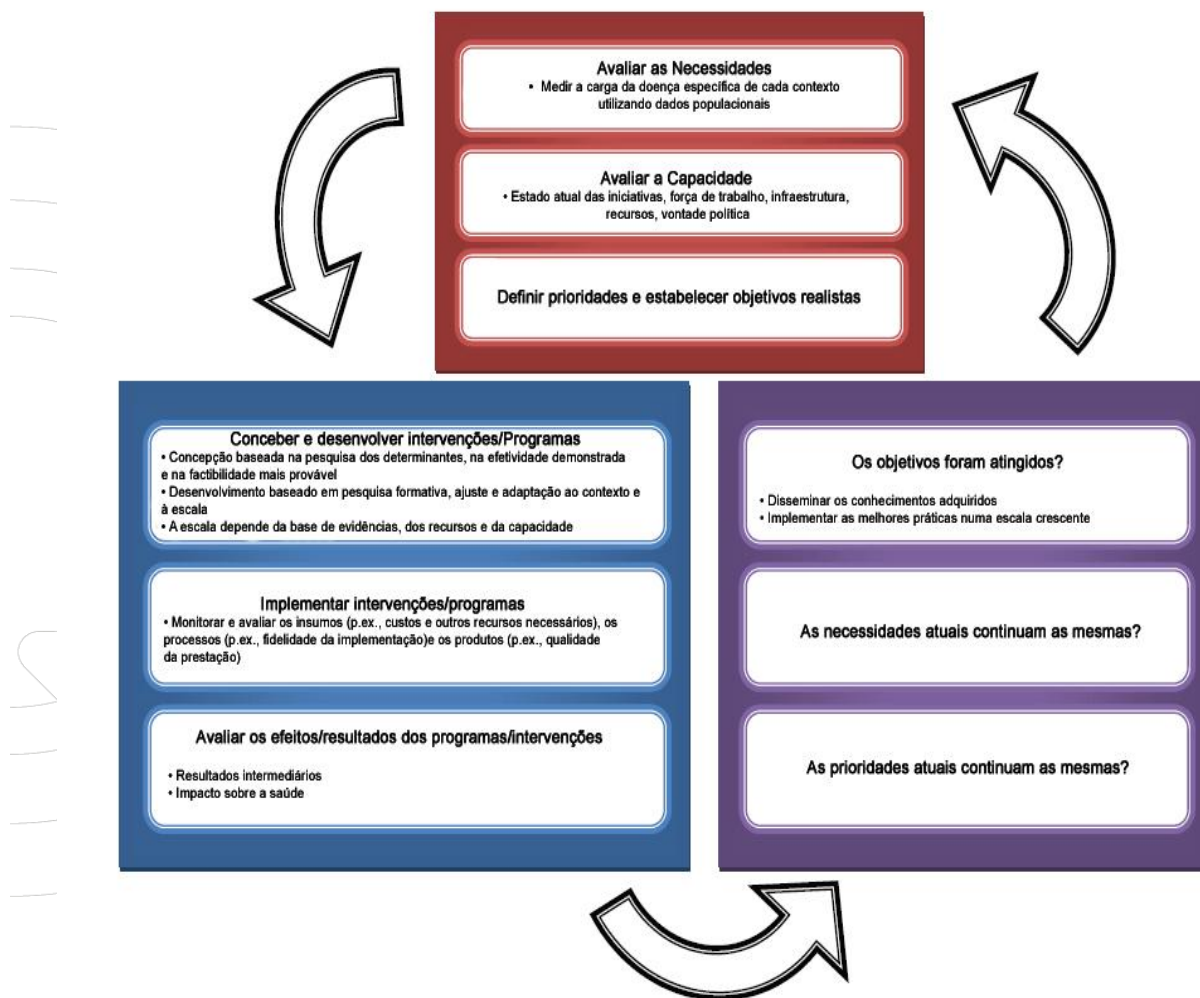 Avaliar as Necessidades
• Medir a carga da doença específica de cada contexto
utilizando dados populacionais
Avaliar a Capacidade
• Estado atual das iniciativas, força de trabalho, infraestrutura,
recursos, vontade política
Definir prioridades e estabelecer objetivos realistas
Conceber e desenvolver intervenções/Programas
• Concepção baseada na pesquisa dos determinantes, na efetividade demonstrada
e na factibilidade mais provável
• Desenvolvimento baseado em pesquisa formativa, ajuste e adaptação ao contexto e
à escala
• A escala depende da base de evidências, dos recursos e da capacidade
Implementar intervenções/programas
• Monitorar e avaliar os insumos (p.ex., custos e outros recursos necessários), os
processos (p.ex., fidelidade da implementação)e os produtos (p.ex., qualidade
da prestação)
Avaliar os efeitos/resultados dos programas/intervenções
• Resultados intermediários
• Impacto sobre a saúde
Os objetivos foram atingidos?
• Disseminar os conhecimentos adquiridos
• Implementar as melhores práticas numa escala crescente
As necessidades atuais continuam as mesmas?
As prioridades atuais continuam as mesmas?